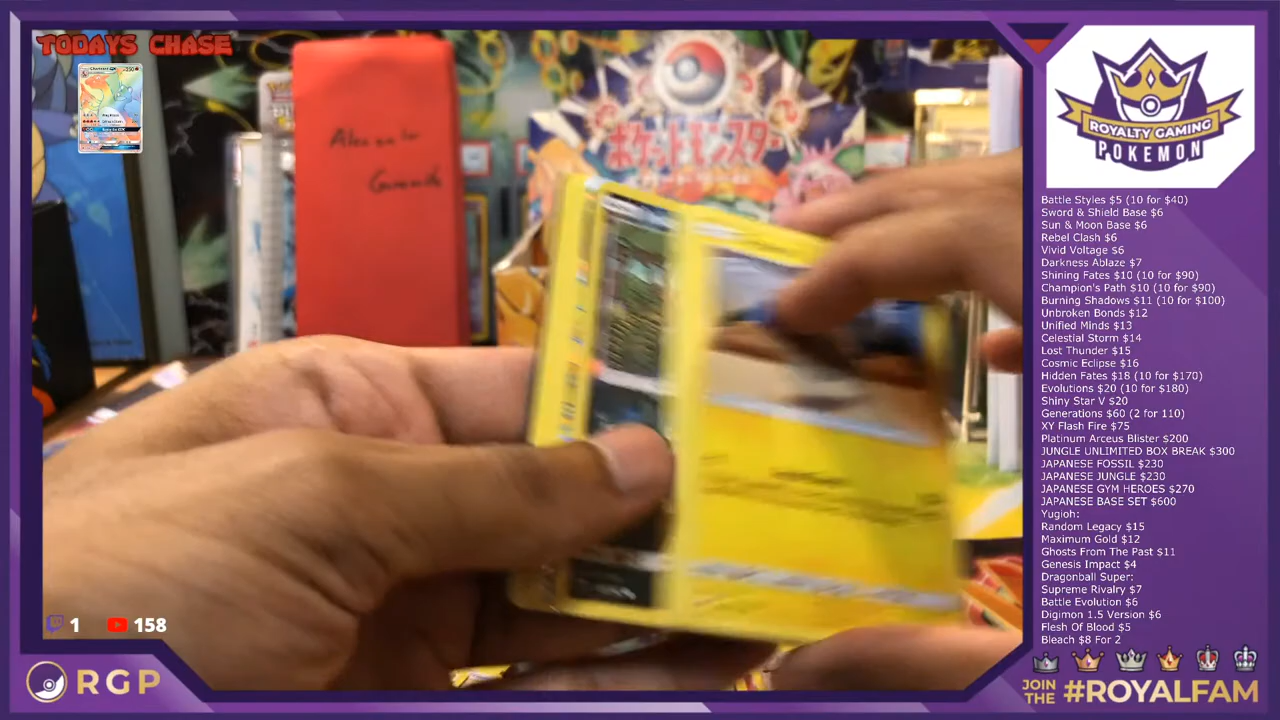 TODAYS CHASE
ポケットモンスター
ROYALTY GAMING
POKEMON
Battle Styles $5 (10 for $40)
Sword & Shield Base $6
Sun & Moon Base $6
Rebel Clash $6
Vivid Voltage $6
Darkness Ablaze $7
Shining Fates $10 (10 for $90)
Champion's Path $10 (10 for $90)
Burning Shadows $11 (10 for $100)
Unbroken Bonds $12
Unified Minds $13
Celestial Storm $14
Lost Thunder $15
Cosmic Eclipse $16
Hidden Fates $18 (10 for $170)
Evolutions $20 (10 for $180)
Shiny Star V $20
Generations $60 (2 for 110)
XY Flash Fire $75
Platinum Arceus Blister $200
JUNGLE UNLIMITED BOX BREAK $300
JAPANESE FOSSIL $230
JAPANESE JUNGLE $230
JAPANESE GYM HEROES $270
JAPANESE BASE SET $600
Yugioh:
Random Legacy $15
Maximum Gold $12
Ghosts From The Past $11
Genesis Impact $4
Dragonball Super:
Supreme Rivalry $7
Battle Evolution $6
Digimon 1.5 Version $6
Flesh Of Blood $5
Bleach $8 For 2
1 158
RGP
JOIN THE #ROYALFAM